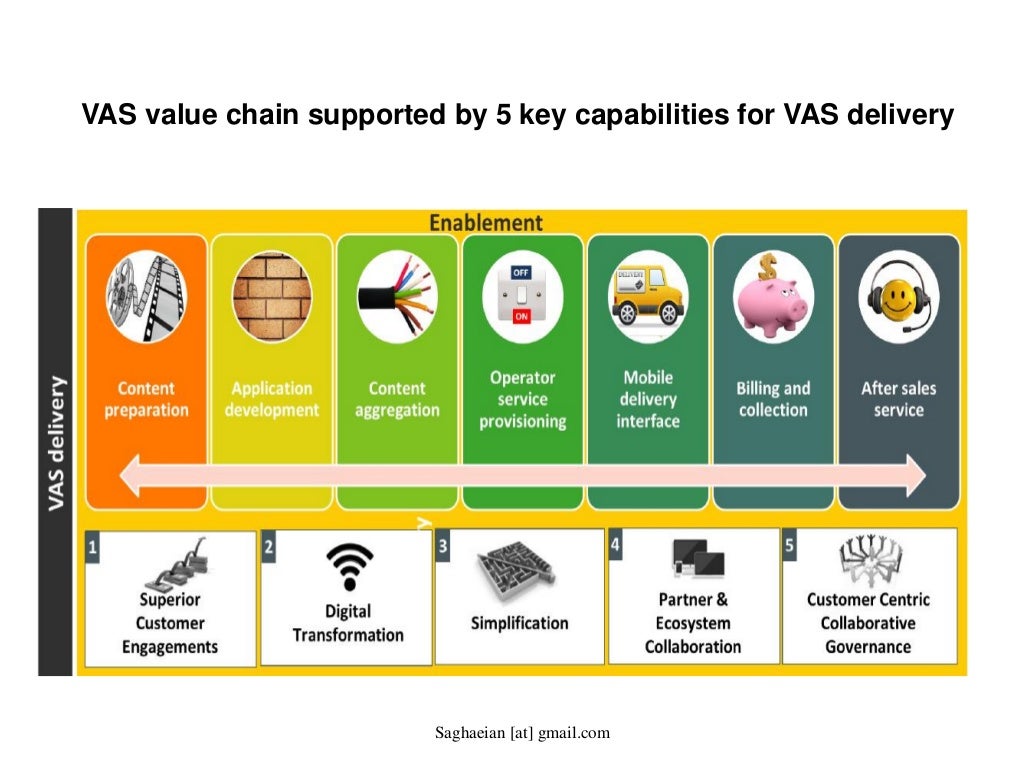 VAS value chain supported by 5 key capabilities for VAS delivery
Enablement
VAS delivery
Content
preparation
Application
development
Content
aggregation
OFF
ON
Operator
service
provisioning
DELIVERY
Mobile
delivery
interface
Billing and
collection
After sales
service
y
1
Superior
Customer
Engagements
2
Digital
Transformation
3
Simplification
4
Partner &
Ecosystem
Collaboration
5
Customer Centric
Collaborative
Governance
Saghaeian [at] gmail.com